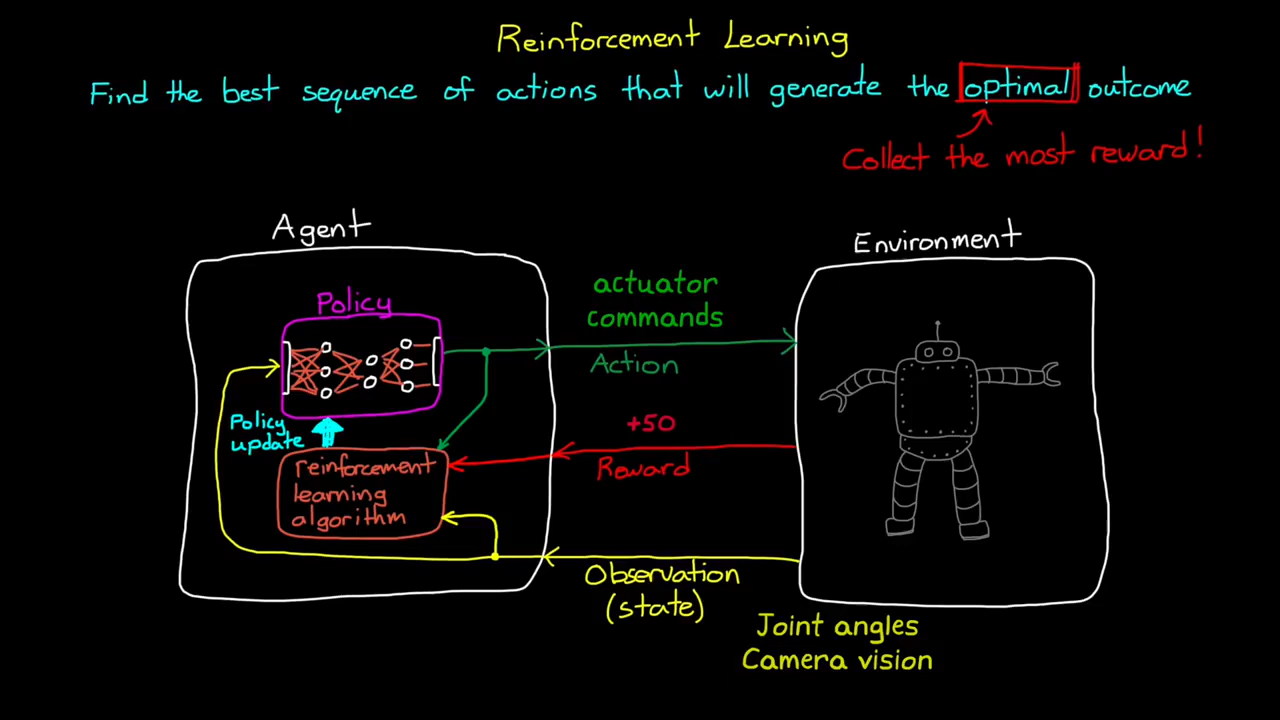 Reinforcement Learning
Find the best sequence of actions that will generate the optimal outcome
Collect the most reward!
Agent
Environment
Policy
actuator
commands
Action
Policy
update
+50
Reward
reinforcement
learning
algorithm
Observation
(state)
Joint angles
Camera vision